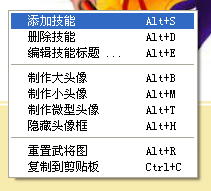 添加技能 Alt+S
删除技能 Alt+D
编辑技能标题 ... Alt+E
制作大头像 Alt+B
制作小头像 Alt+M
制作微型头像 Alt+T
隐藏头像框 Alt+H
重置武将图 Alt+R
复制到剪贴板 Ctrl+C